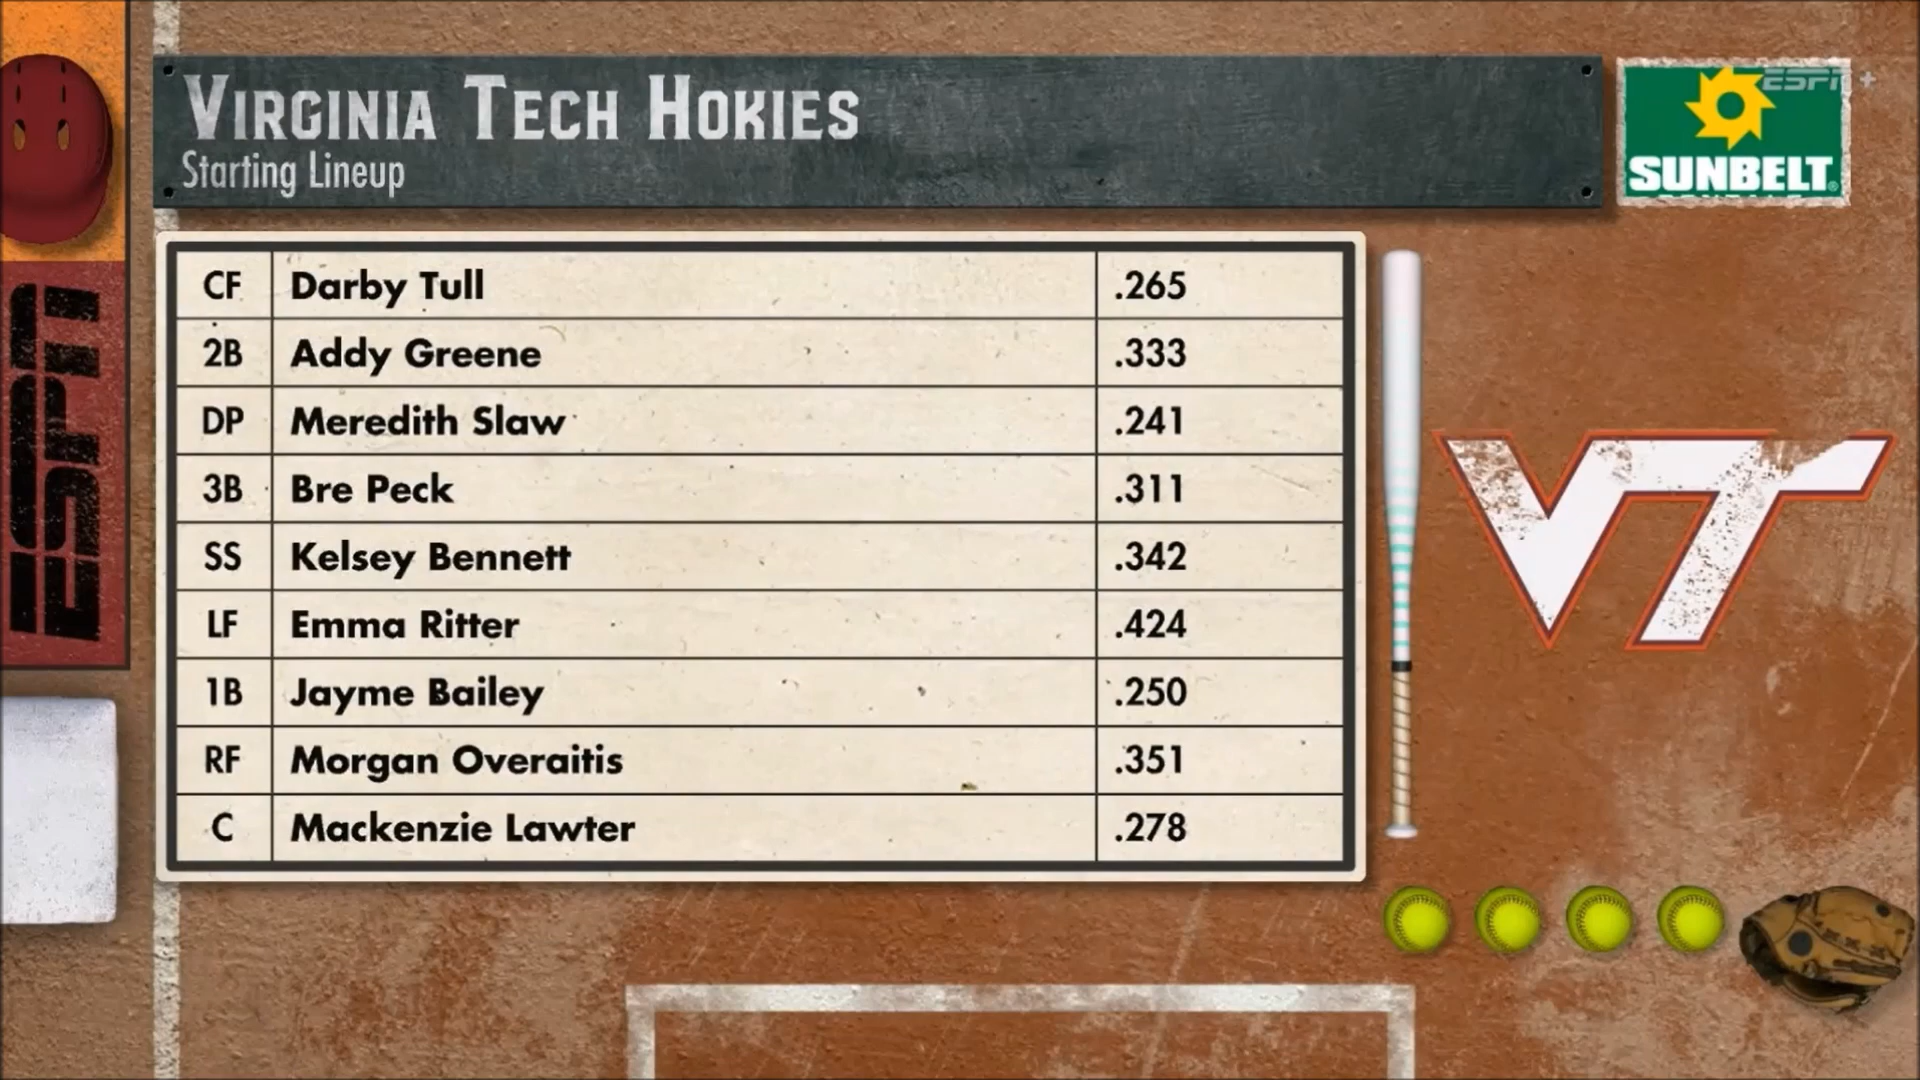 VIRGINIA TECH HOKIES
Starting Lineup
ESPN+
SUNBELT®
ESPN
CF Darby Tull .265
2B Addy Greene .333
DP Meredith Slaw .241
3B Bre Peck .311
SS Kelsey Bennett .342
LF Emma Ritter .424
1B Jayme Bailey .250
RF Morgan Overaitis .351
C Mackenzie Lawter .278
VT